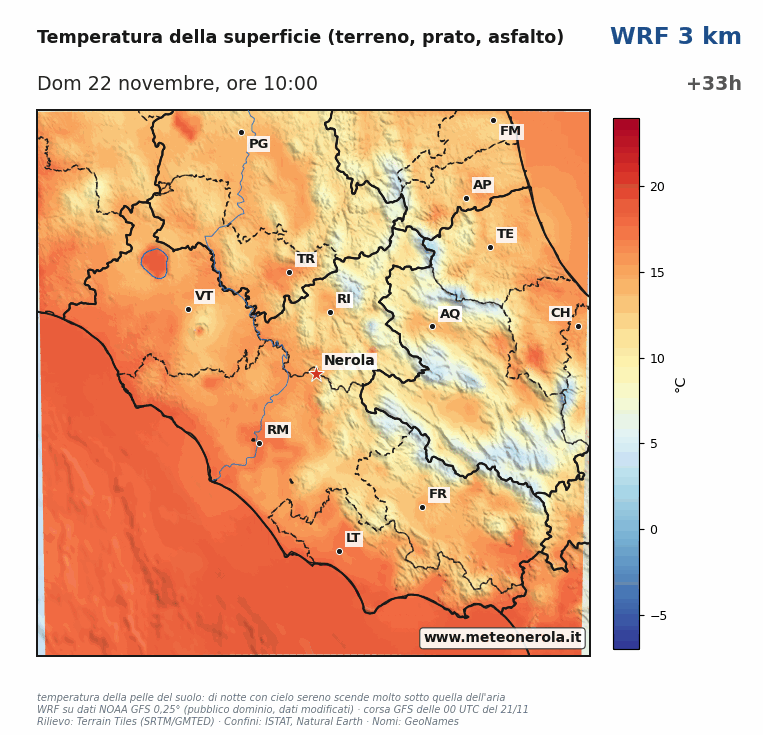 Temperatura della superficie (terreno, prato, asfalto)
WRF 3 km
Dom 22 novembre, ore 10:00
+33h
PG
FM
AP
TE
TR
VT
RI
AQ
CH
Nerola
RM
FR
LT
www.meteonerola.it
20
15
10
5
0
−5
°C
temperatura della pelle del suolo: di notte con cielo sereno scende molto sotto quella dell'aria
WRF su dati NOAA GFS 0,25° (pubblico dominio, dati modificati) · corsa GFS delle 00 UTC del 21/11
Rilievo: Terrain Tiles (SRTM/GMTED) · Confini: ISTAT, Natural Earth · Nomi: GeoNames